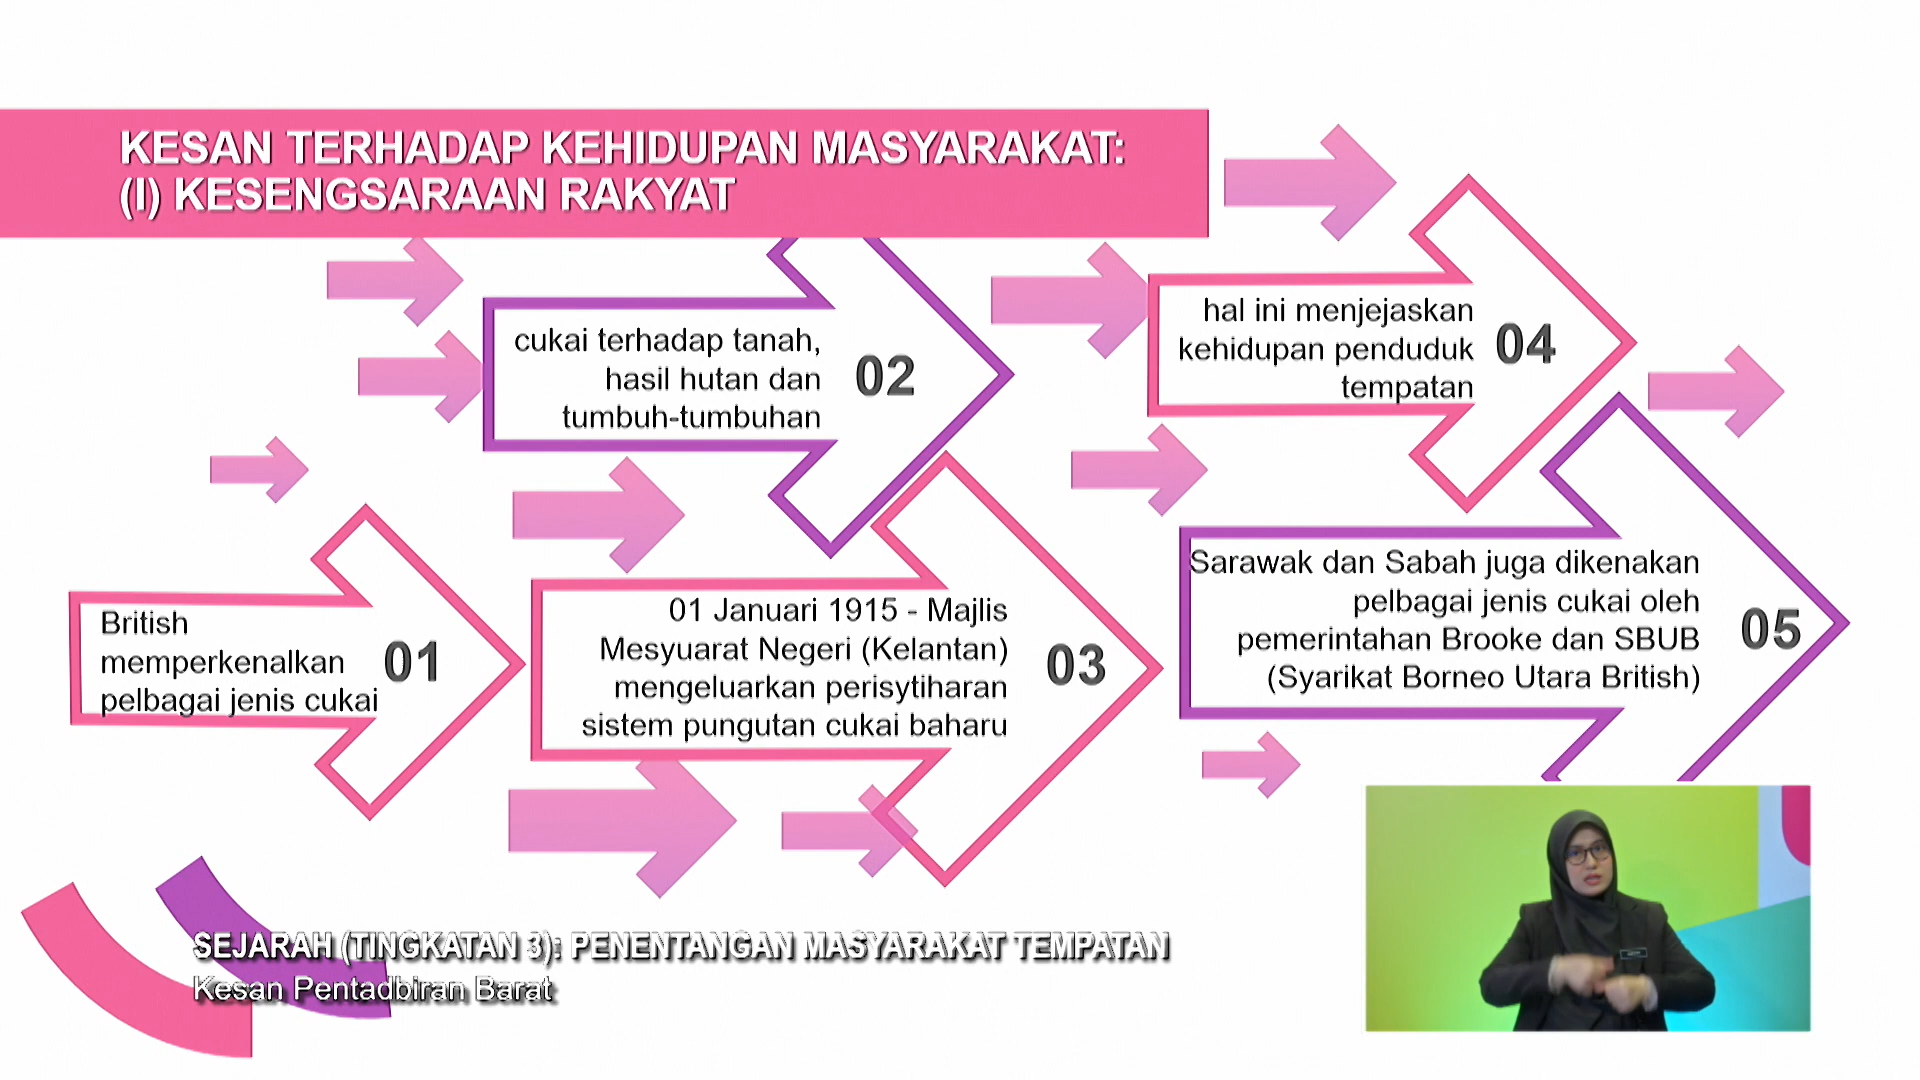 KESAN TERHADAP KEHIDUPAN MASYARAKAT:
(I) KESENGSARAAN RAKYAT
British
memperkenalkan
pelbagai jenis cukai
01
cukai terhadap tanah,
hasil hutan dan
tumbuh-tumbuhan
02
01 Januari 1915 - Majlis
Mesyuarat Negeri (Kelantan)
mengeluarkan perisytiharan
sistem pungutan cukai baharu
03
hal ini menjejaskan
kehidupan penduduk
tempatan
04
Sarawak dan Sabah juga dikenakan
pelbagai jenis cukai oleh
pemerintahan Brooke dan SBUB
(Syarikat Borneo Utara British)
05
SEJARAH (TINGKATAN 3): PENENTANGAN MASYARAKAT TEMPATAN
Kesan Pentadbiran Barat